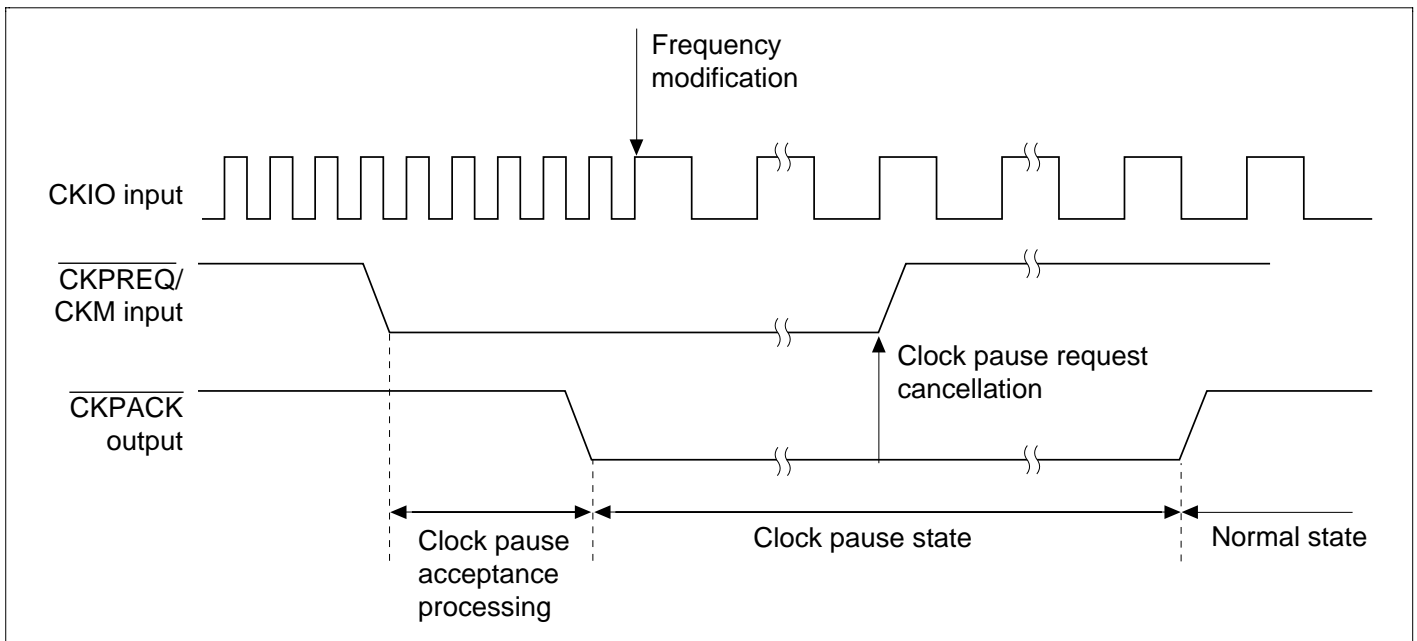 Frequency
modification
CKIO input
CKPREQ/
CKM input
Clock pause request
cancellation
CKPACK
output
Clock pause
acceptance
processing
Clock pause state
Normal state